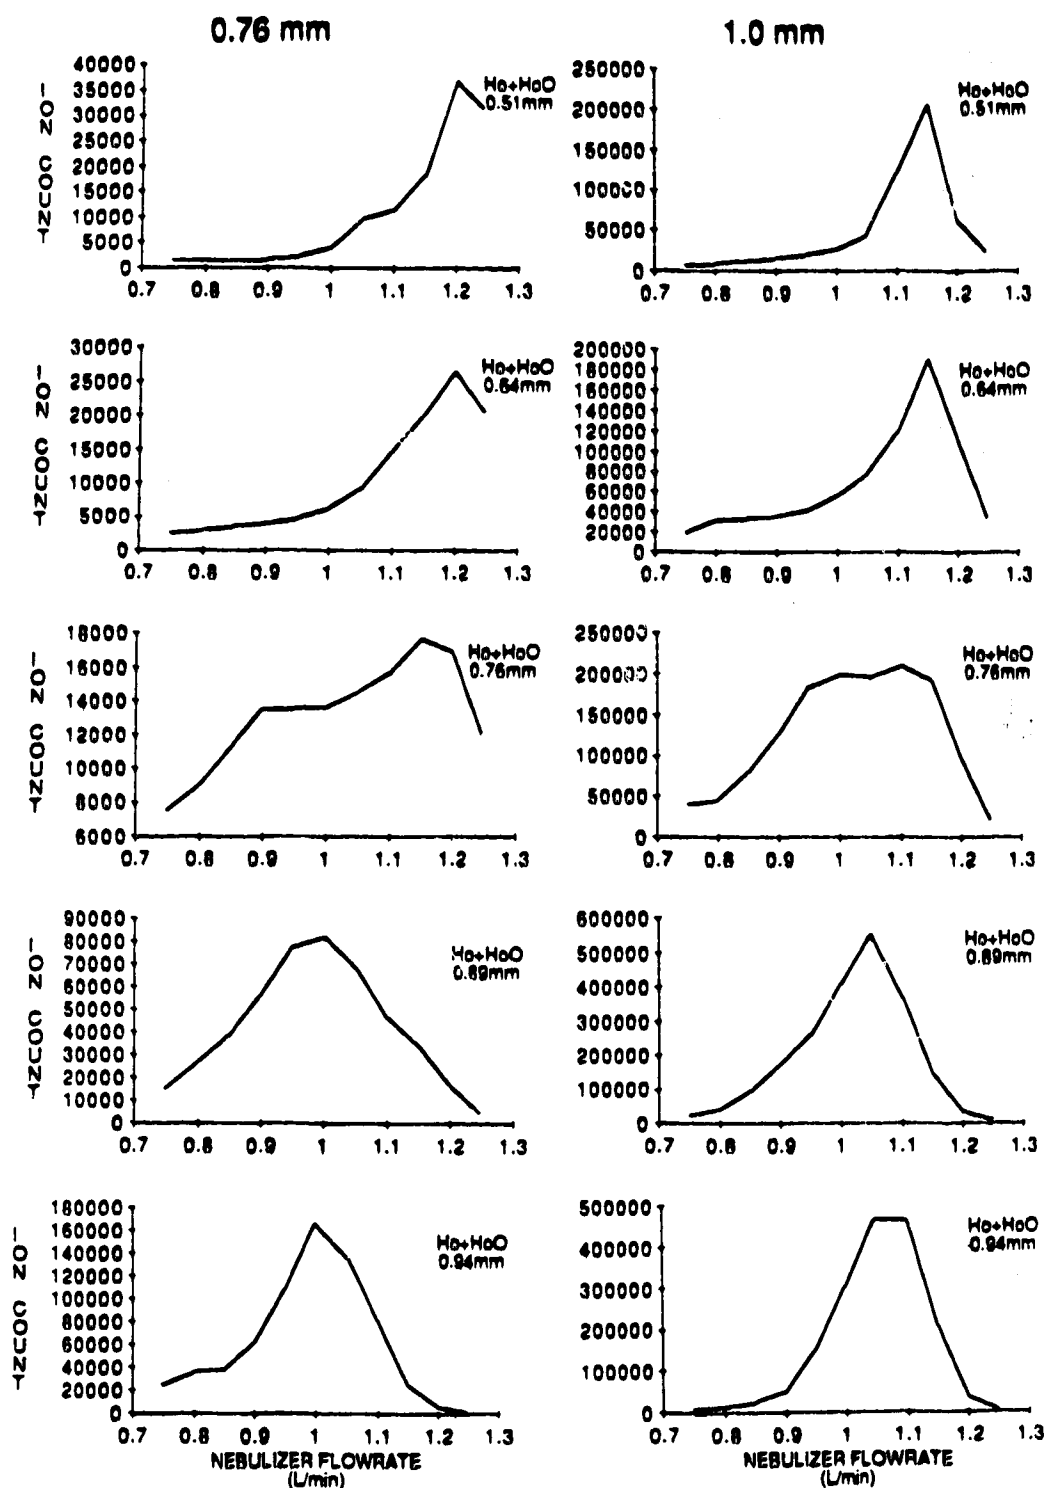 0.76 mm
1.0 mm
ION COUNT
40000
35000
30000
25000
20000
15000
10000
5000
0
0.7 0.8 0.9 1 1.1 1.2 1.3
Ho+HoO
0.51mm
250000
200000
150000
100000
50000
0
0.7 0.8 0.9 1 1.1 1.2 1.3
Ho+HoO
0.51mm
ION COUNT
30000
25000
20000
15000
10000
5000
0
0.7 0.8 0.9 1 1.1 1.2 1.3
Ho+HoO
0.64mm
200000
180000
160000
140000
120000
100000
80000
60000
40000
20000
0
0.7 0.8 0.9 1 1.1 1.2 1.3
Ho+HoO
0.64mm
ION COUNT
18000
16000
14000
12000
10000
8000
6000
0.7 0.8 0.9 1 1.1 1.2 1.3
Ho+HoO
0.76mm
250000
200000
150000
100000
50000
0
0.7 0.8 0.9 1 1.1 1.2 1.3
Ho+HoO
0.76mm
ION COUNT
90000
80000
70000
60000
50000
40000
30000
20000
10000
0
0.7 0.8 0.9 1 1.1 1.2 1.3
Ho+HoO
0.89mm
600000
500000
400000
300000
200000
100000
0
0.7 0.8 0.9 1 1.1 1.2 1.3
Ho+HoO
0.89mm
ION COUNT
180000
160000
140000
120000
100000
80000
60000
40000
20000
0
0.7 0.8 0.9 1 1.1 1.2 1.3
Ho+HoO
0.94mm
NEBULIZER FLOWRATE
(L/min)
500000
400000
300000
200000
100000
0
0.7 0.8 0.9 1 1.1 1.2 1.3
Ho+HoO
0.94mm
NEBULIZER FLOWRATE
(L/min)